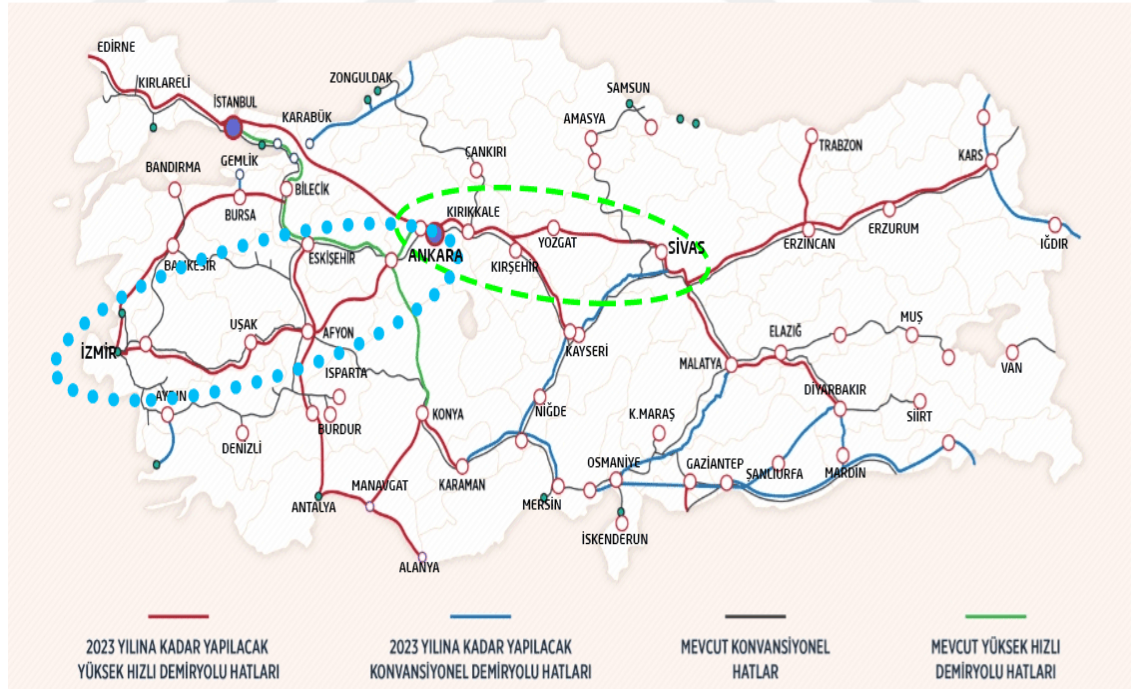 EDİRNE
KIRLARELİ
İSTANBUL
ZONGULDAK
KARABÜK
SAMSUN
AMASYA
ÇANKIRI
TRABZON
KARS
BANDIRMA
GEMLİK
BİLECİK
BURSA
KIRIKKALE
YOZGAT
SİVAS
ERZİNCAN
ERZURUM
IĞDIR
BALIKESİR
ESKİŞEHİR
ANKARA
KIRŞEHİR
İZMİR
UŞAK
AFYON
KAYSERİ
ELAZIĞ
MUŞ
VAN
MALATYA
ISPARTA
AYDIN
DİYARBAKIR
SİİRT
BURDUR
DENİZLİ
KONYA
NİĞDE
K.MARAŞ
OSMANİYE
GAZİANTEP
ŞANLIURFA
MARDİN
MANAVGAT
KARAMAN
ANTALYA
MERSİN
İSKENDERUN
ALANYA
2023 YILINA KADAR YAPILACAK
YÜKSEK HIZLI DEMİRYOLU HATLARI
2023 YILINA KADAR YAPILACAK
KONVANSİYONEL DEMİRYOLU HATLARI
MEVCUT KONVANSİYONEL
HATLAR
MEVCUT YÜKSEK HIZLI
DEMİRYOLU HATLARI